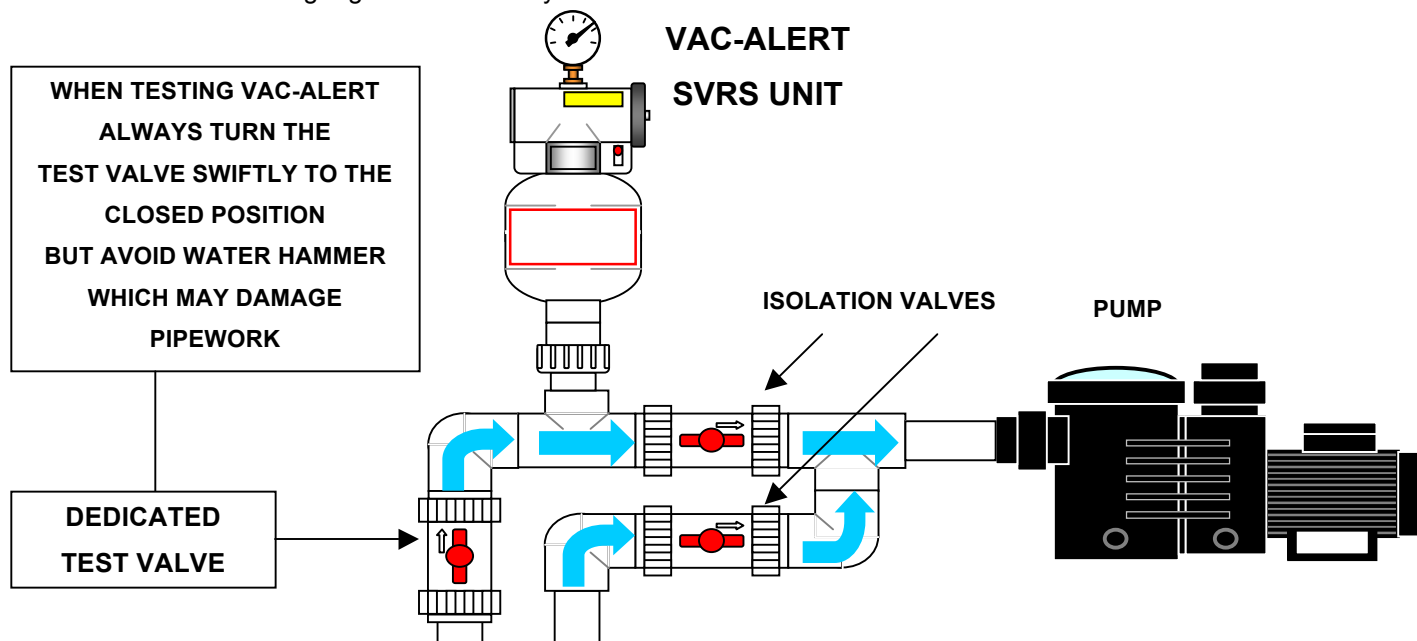 VAC-ALERT
SVRS UNIT
WHEN TESTING VAC-ALERT
ALWAYS TURN THE
TEST VALVE SWIFTLY TO THE
CLOSED POSITION
BUT AVOID WATER HAMMER
WHICH MAY DAMAGE
PIPEWORK
ISOLATION VALVES
PUMP
DEDICATED
TEST VALVE